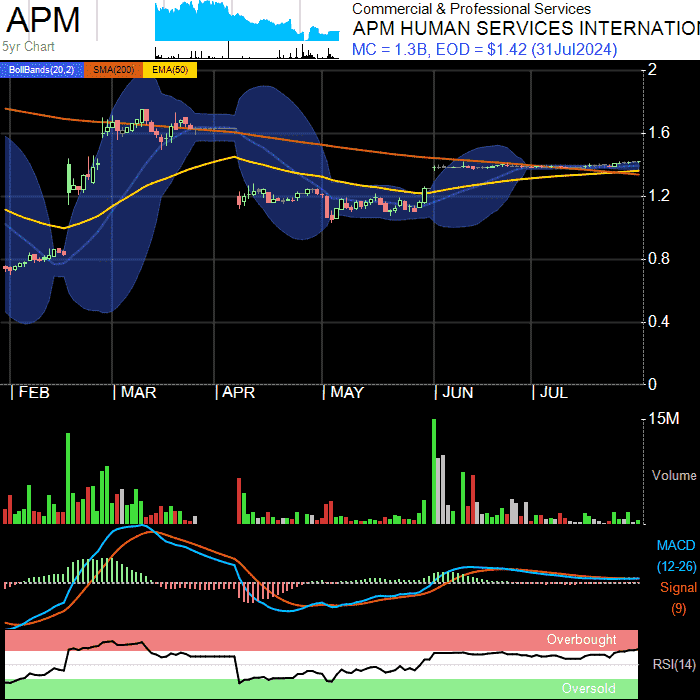 APM
5yr Chart
Commercial & Professional Services
APM HUMAN SERVICES INTERNATIO
MC = 1.3B, EOD = $1.42 (31Jul2024)
BollBands(20,2) SMA(200) EMA(50)
2
1.6
1.2
0.8
0.4
0
FEB MAR APR MAY JUN JUL
15M
Volume
MACD
(12-26)
Signal
(9)
Overbought
RSI(14)
Oversold